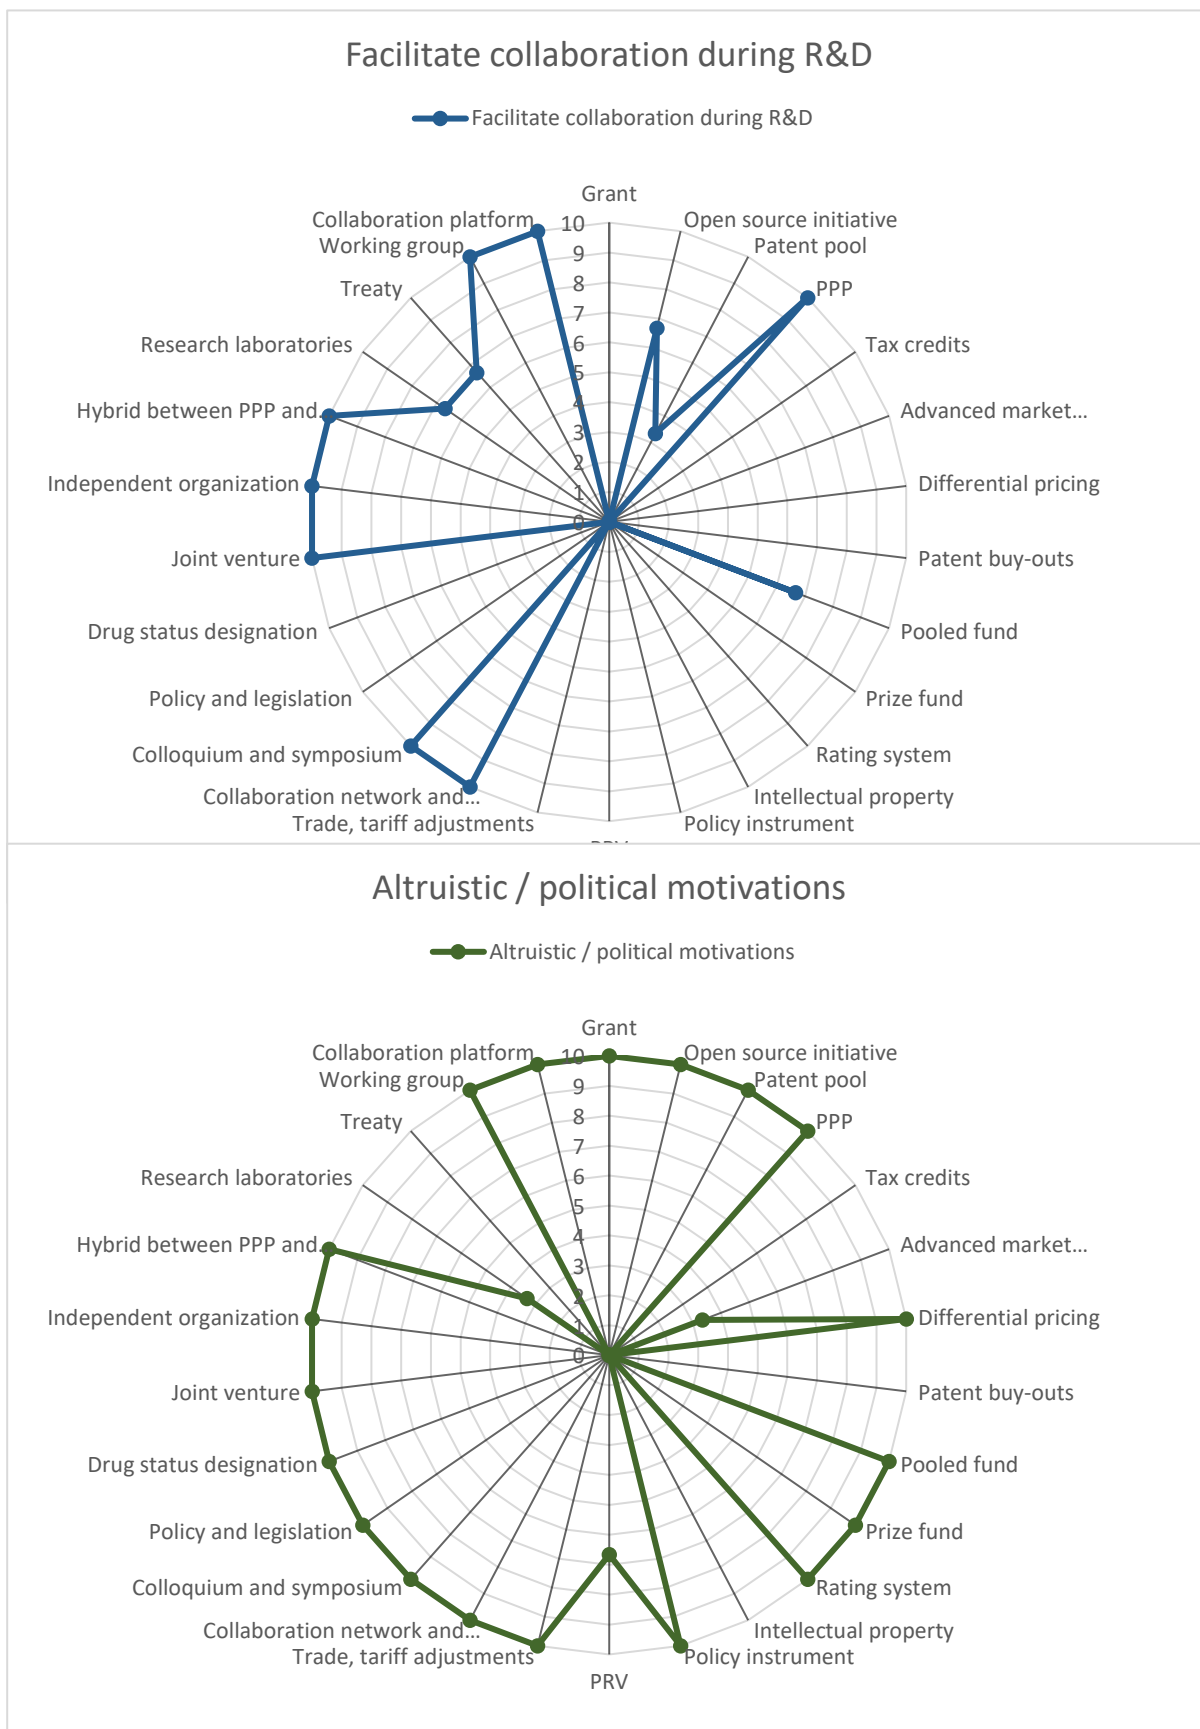 Facilitate collaboration during R&D
Facilitate collaboration during R&D
Grant
Collaboration platform
Open source initiative
Working group
Patent pool
Treaty
PPP
Research laboratories
Tax credits
Hybrid between PPP and…
Advanced market...
Independent organization
Differential pricing
Joint venture
Patent buy-outs
Drug status designation
Pooled fund
Policy and legislation
Prize fund
Colloquium and symposium
Rating system
Collaboration network and...
Intellectual property
Trade, tariff adjustments
Policy instrument
PRV
10
9
8
7
6
5
4
3
2
1
0
Altruistic / political motivations
Altruistic / political motivations
Grant
Collaboration platform
Open source initiative
Working group
Patent pool
Treaty
PPP
Research laboratories
Tax credits
Hybrid between PPP and…
Advanced market...
Independent organization
Differential pricing
Joint venture
Patent buy-outs
Drug status designation
Pooled fund
Policy and legislation
Prize fund
Colloquium and symposium
Rating system
Collaboration network and...
Intellectual property
Trade, tariff adjustments
Policy instrument
PRV
10
9
8
7
6
5
4
3
2
1
0